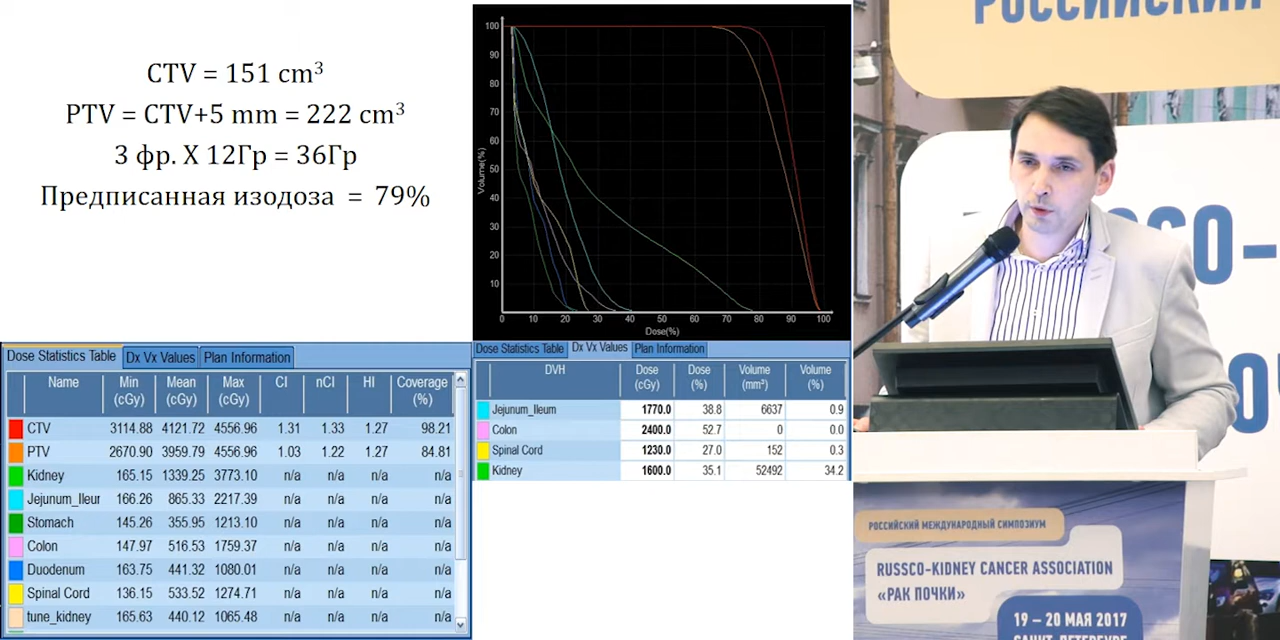 CTV = 151 cm³
PTV = CTV+5 mm = 222 cm³
3 фр. X 12Гр = 36Гр
Предписанная изодоза = 79%
Volume(%)
100
90
80
70
60
50
40
30
20
10
0 10 20 30 40 50 60 70 80 90 100
Dose(%)
Dose Statistics Table Dx Vx Values Plan Information
Name Min (cGy) Mean (cGy) Max (cGy) CI nCI HI Coverage (%)
CTV 3114.88 4121.72 4556.96 1.31 1.33 1.27 98.21
PTV 2670.90 3959.79 4556.96 1.03 1.22 1.27 84.81
Kidney 165.15 1339.25 3773.10 n/a n/a n/a n/a
Jejunum_Ileur 166.26 865.33 2217.39 n/a n/a n/a n/a
Stomach 145.26 355.95 1213.10 n/a n/a n/a n/a
Colon 147.97 516.53 1759.37 n/a n/a n/a n/a
Duodenum 163.75 441.32 1080.01 n/a n/a n/a n/a
Spinal Cord 136.15 533.52 1274.71 n/a n/a n/a n/a
tune_kidney 165.63 440.12 1065.48 n/a n/a n/a n/a
Dose Statistics Table Dx Vx Values Plan Information
DVH Dose (cGy) Dose (%) Volume (mm³) Volume (%)
Jejunum_Ileum 1770.0 38.8 6637 0.9
Colon 2400.0 52.7 0 0.0
Spinal Cord 1230.0 27.0 152 0.3
Kidney 1600.0 35.1 52492 34.2
РОССИЙСКИЙ
РОССИЙСКИЙ МЕЖДУНАРОДНЫЙ СИМПОЗИУМ
RUSSCO-KIDNEY CANCER ASSOCIATION
«РАК ПОЧКИ»
19 – 20 МАЯ 2017
САНКТ-ПЕТЕРБУРГ